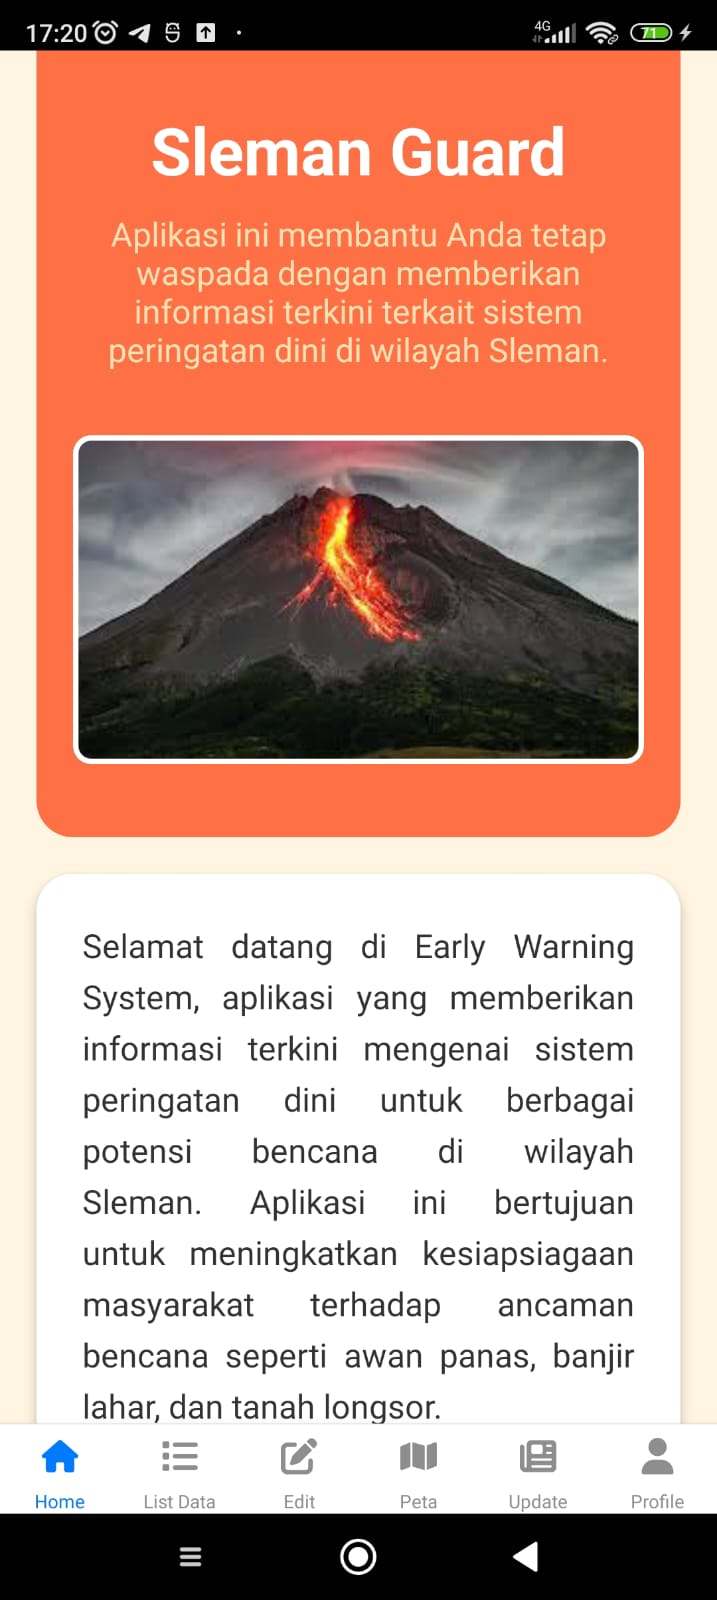 17:20
4G
71
Sleman Guard
Aplikasi ini membantu Anda tetap
waspada dengan memberikan
informasi terkini terkait sistem
peringatan dini di wilayah Sleman.
Selamat datang di Early Warning
System, aplikasi yang memberikan
informasi terkini mengenai sistem
peringatan dini untuk berbagai
potensi bencana di wilayah
Sleman. Aplikasi ini bertujuan
untuk meningkatkan kesiapsiagaan
masyarakat terhadap ancaman
bencana seperti awan panas, banjir
lahar, dan tanah longsor.
Home
List Data
Edit
Peta
Update
Profile